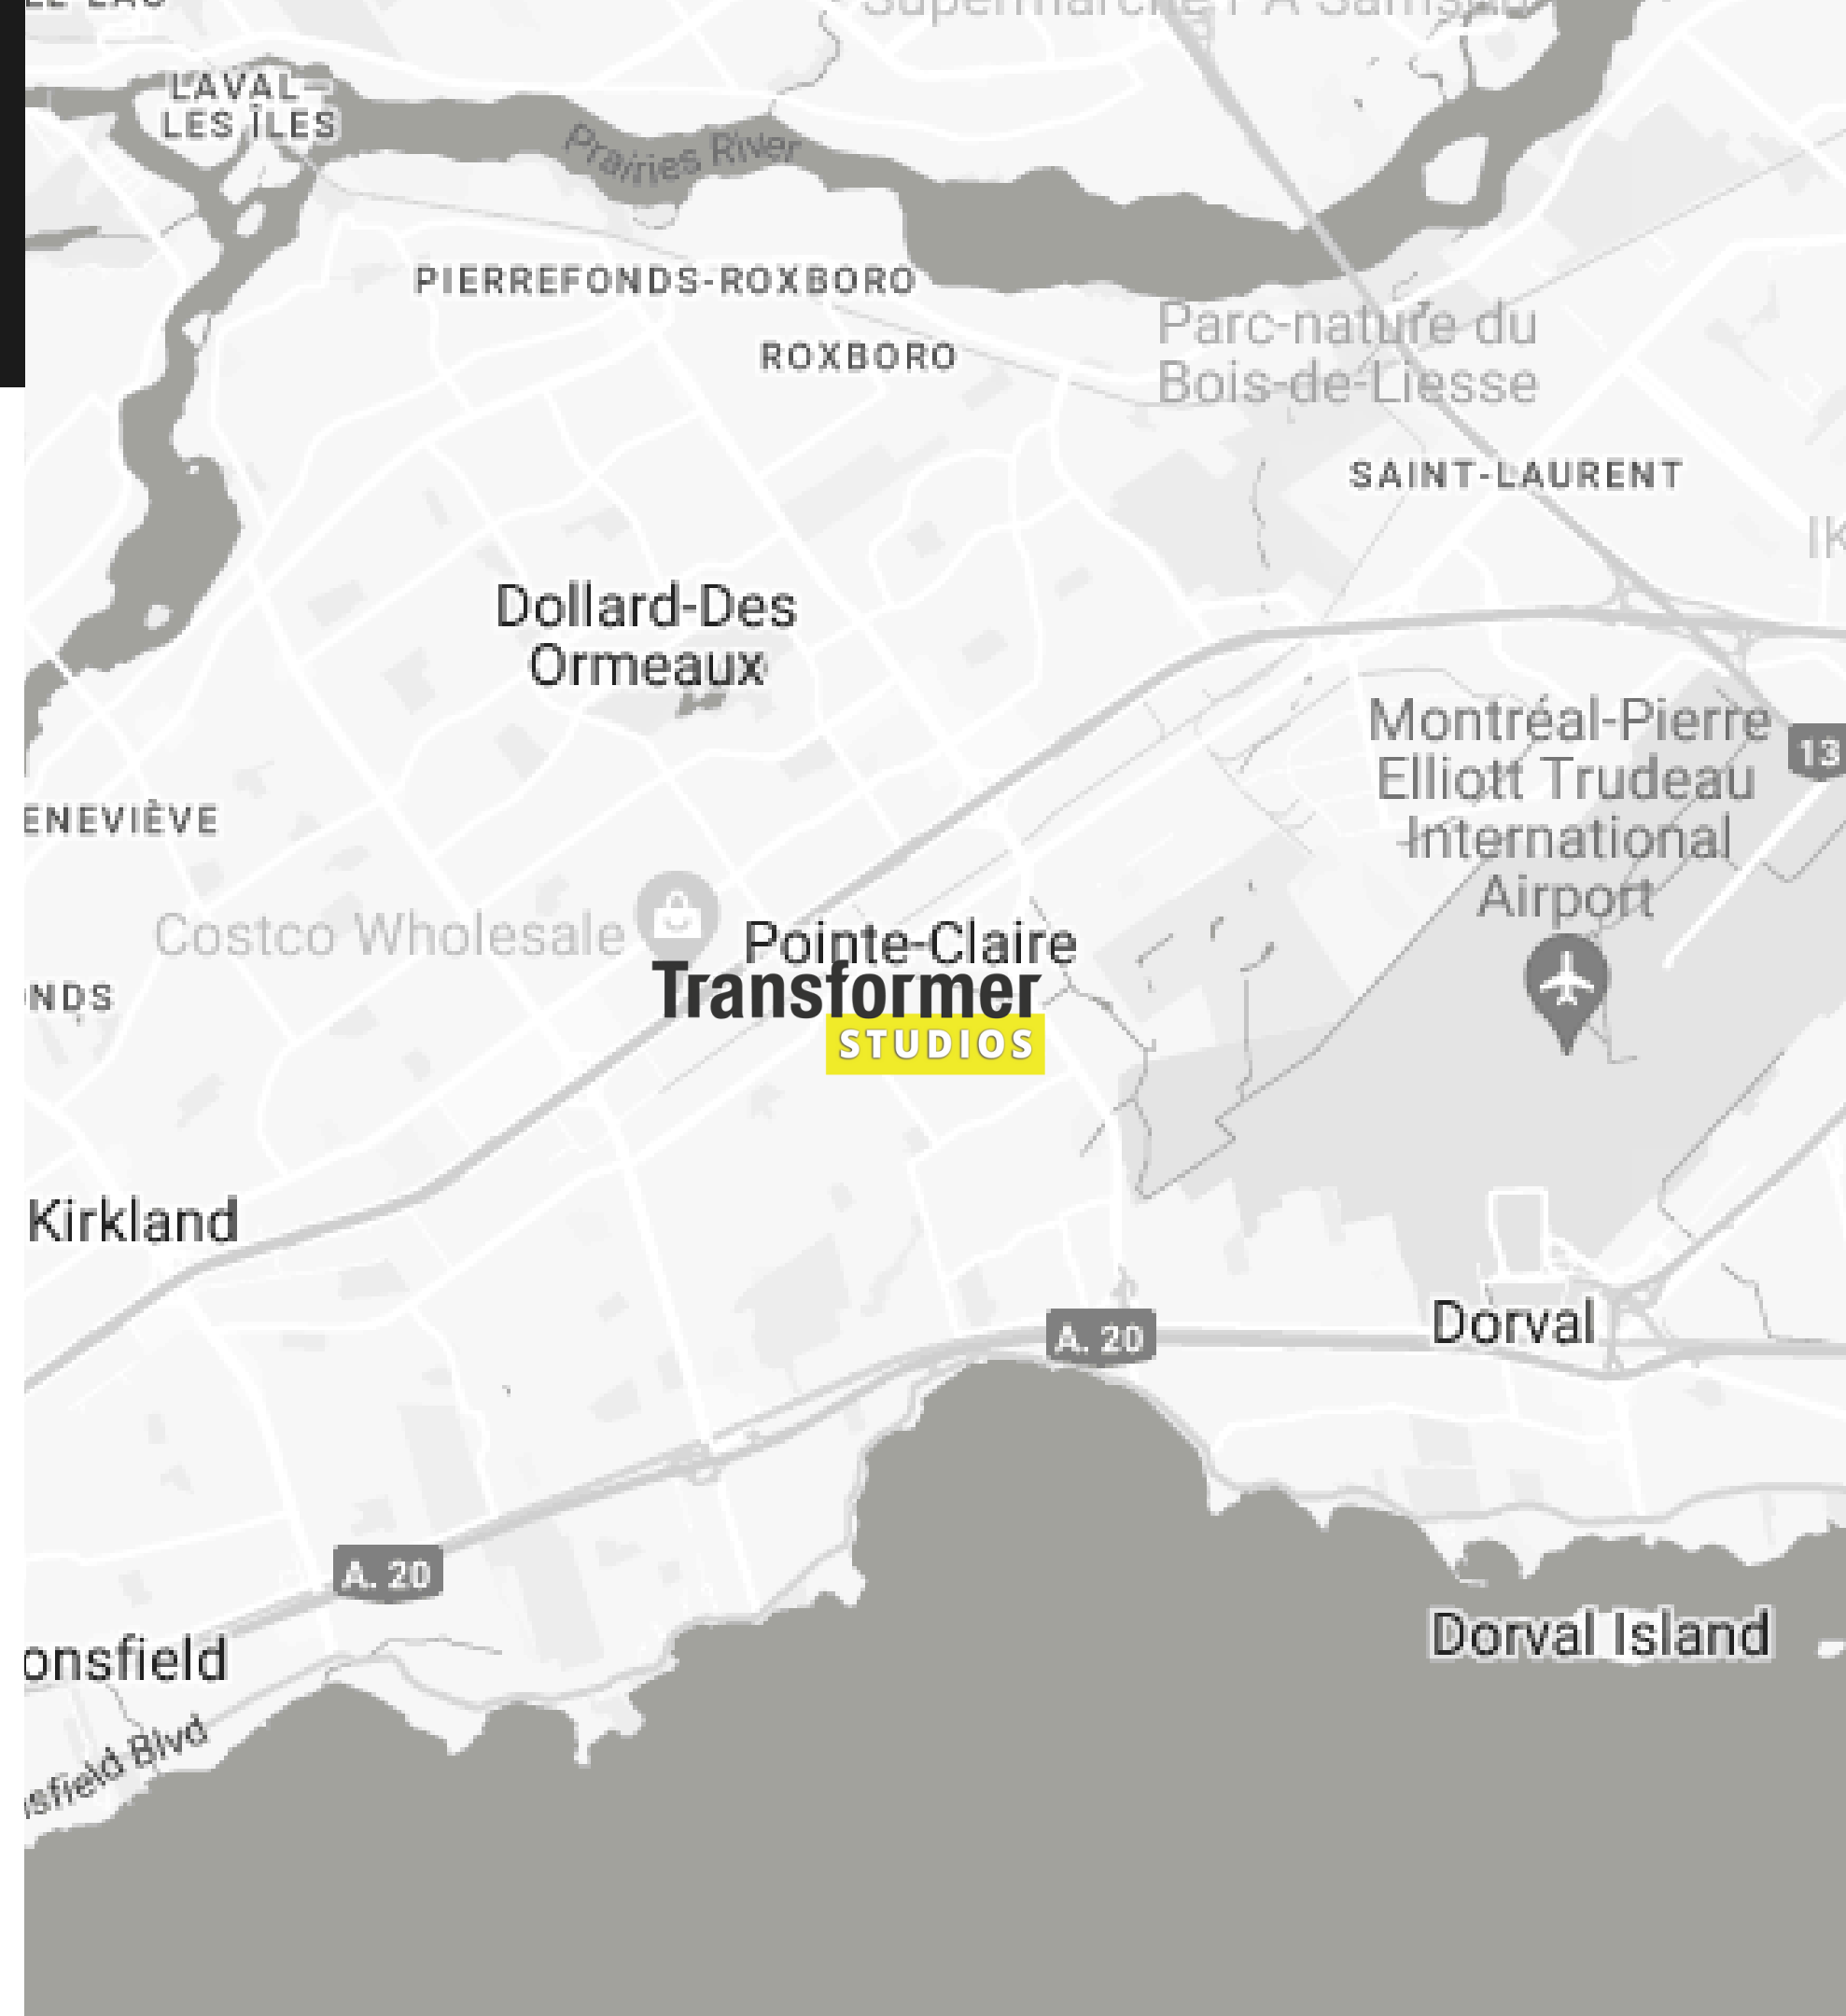 LAVAL-
LES ÎLES
Prairies River
PIERREFONDS-ROXBORO
ROXBORO
Parc-nature du
Bois-de-Liesse
SAINT-LAURENT
IK
Dollard-Des
Ormeaux
Montréal-Pierre
Elliott Trudeau
International
Airport
13
ENEVIÈVE
Costco Wholesale
Pointe-Claire
Transformer
STUDIOS
NDS
Kirkland
A. 20
Dorval
A. 20
Dorval Island
onsfield
sfield Blvd